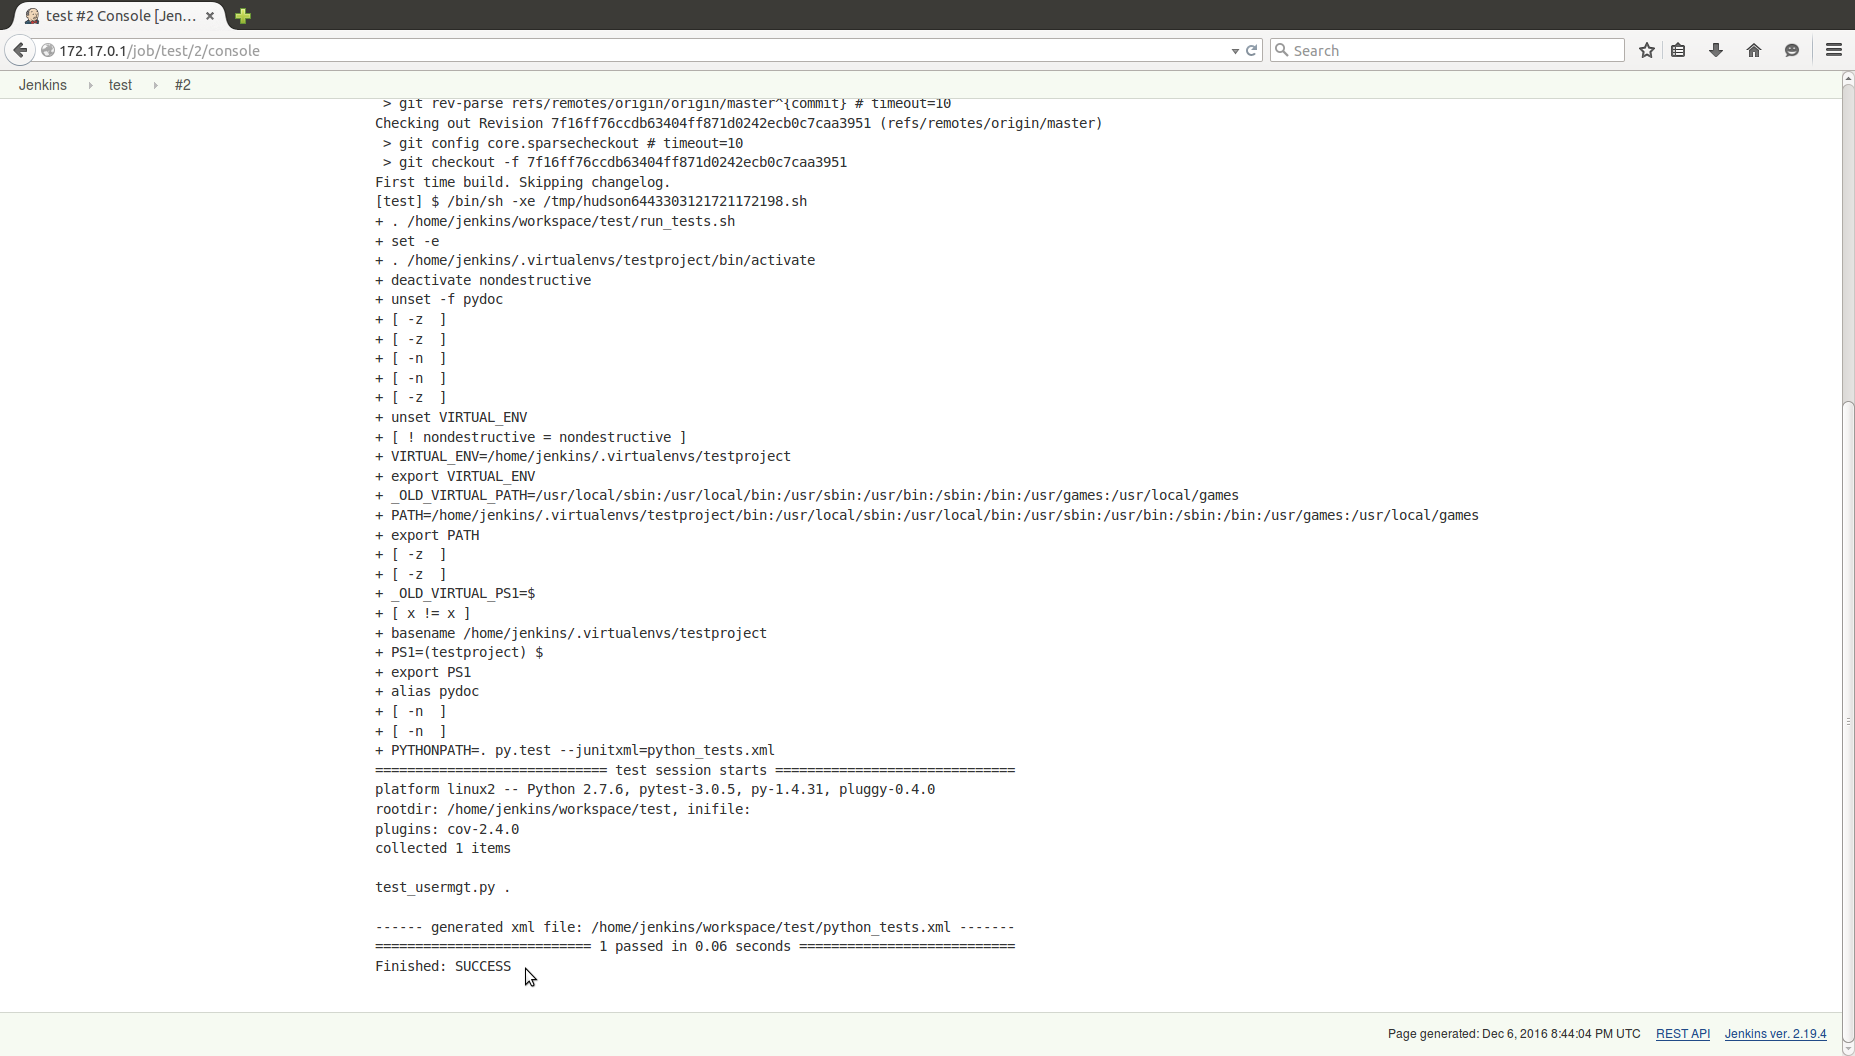 test #2 Console [Jen...
172.17.0.1/job/test/2/console
Search
Jenkins
test
#2
 > git rev-parse refs/remotes/origin/origin/master^{commit} # timeout=10
Checking out Revision 7f16ff76ccdb63404ff871d0242ecb0c7caa3951 (refs/remotes/origin/master)
 > git config core.sparsecheckout # timeout=10
 > git checkout -f 7f16ff76ccdb63404ff871d0242ecb0c7caa3951
First time build. Skipping changelog.
[test] $ /bin/sh -xe /tmp/hudson6443303121721172198.sh
+ . /home/jenkins/workspace/test/run_tests.sh
+ set -e
+ . /home/jenkins/.virtualenvs/testproject/bin/activate
+ deactivate nondestructive
+ unset -f pydoc
+ [ -z  ]
+ [ -z  ]
+ [ -n  ]
+ [ -n  ]
+ [ -z  ]
+ unset VIRTUAL_ENV
+ [ ! nondestructive = nondestructive ]
+ VIRTUAL_ENV=/home/jenkins/.virtualenvs/testproject
+ export VIRTUAL_ENV
+ _OLD_VIRTUAL_PATH=/usr/local/sbin:/usr/local/bin:/usr/sbin:/usr/bin:/sbin:/bin:/usr/games:/usr/local/games
+ PATH=/home/jenkins/.virtualenvs/testproject/bin:/usr/local/sbin:/usr/local/bin:/usr/sbin:/usr/bin:/sbin:/bin:/usr/games:/usr/local/games
+ export PATH
+ [ -z  ]
+ [ -z  ]
+ _OLD_VIRTUAL_PS1=$
+ [ x != x ]
+ basename /home/jenkins/.virtualenvs/testproject
+ PS1=(testproject) $
+ export PS1
+ alias pydoc
+ [ -n  ]
+ [ -n  ]
+ PYTHONPATH=. py.test --junitxml=python_tests.xml
============================= test session starts ==============================
platform linux2 -- Python 2.7.6, pytest-3.0.5, py-1.4.31, pluggy-0.4.0
rootdir: /home/jenkins/workspace/test, inifile:
plugins: cov-2.4.0
collected 1 items
test_usermgt.py .
------ generated xml file: /home/jenkins/workspace/test/python_tests.xml -------
=========================== 1 passed in 0.06 seconds ===========================
Finished: SUCCESS
Page generated: Dec 6, 2016 8:44:04 PM UTC REST API Jenkins ver. 2.19.4